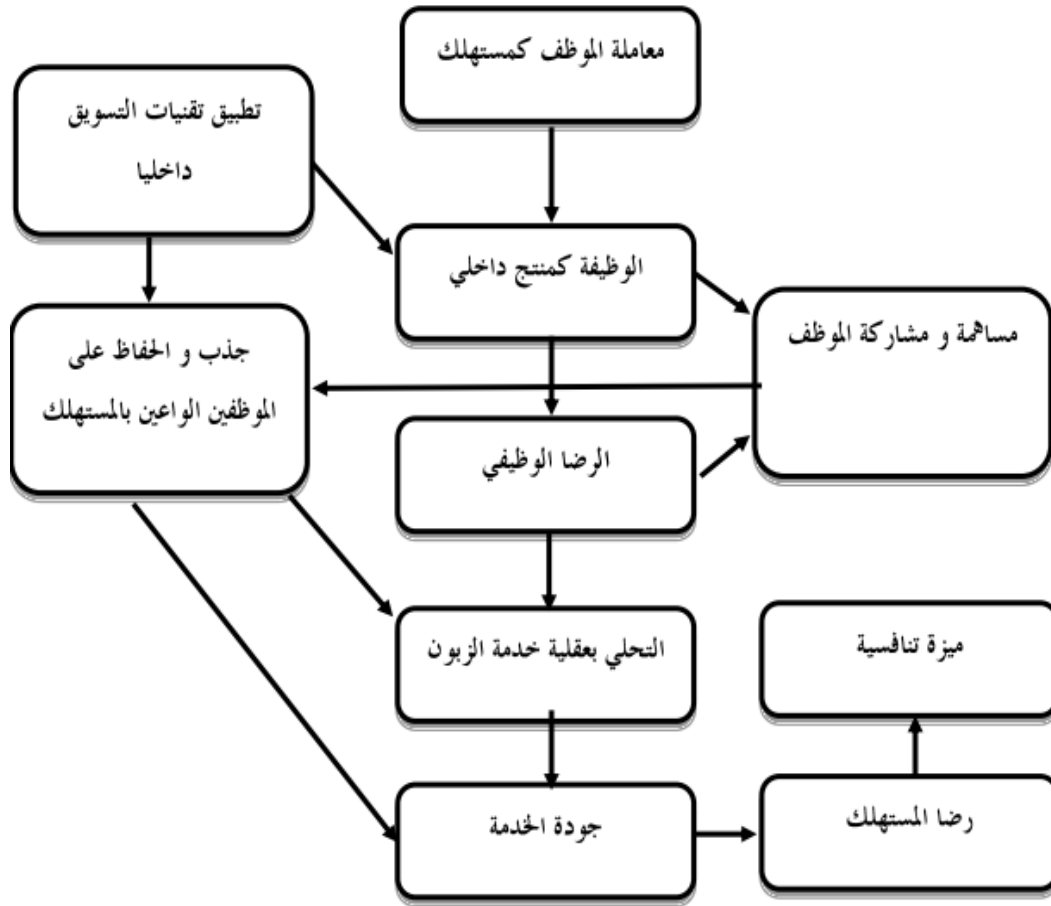 معاملة الموظف كمستهلك
تطبيق تقنيات التسويق
داخليا
الوظيفة كمنتج داخلي
مساهمة و مشاركة الموظف
جذب و الحفاظ على
الموظفين الواعين بالمستهلك
الرضا الوظيفي
التحلي بعقلية خدمة الزبون
ميزة تنافسية
جودة الخدمة
رضا المستهلك